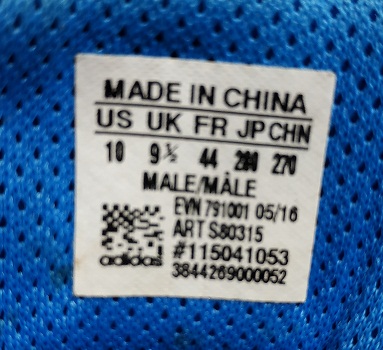 MADE IN CHINA
US UK FR JP CHN
10 9½ 44 280 270
MALE/MÂLE
EVN 791001 05/16
ART S80315
#115041053
3844269000052
adidas